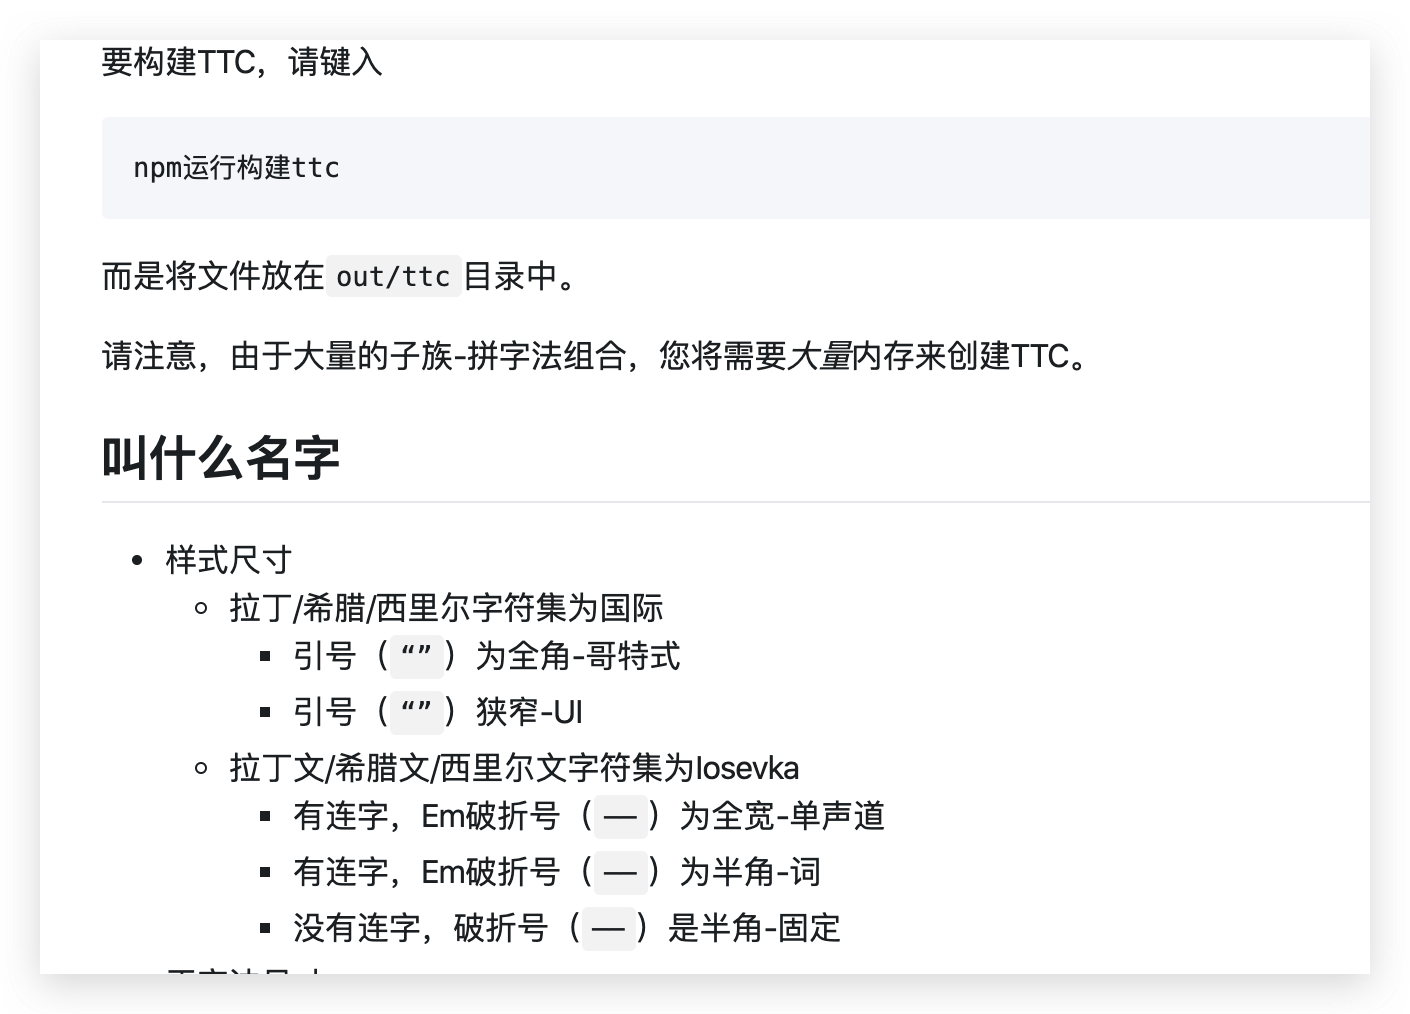 要构建TTC，请键入
npm运行构建ttc
而是将文件放在out/ttc目录中。
请注意，由于大量的子族-拼字法组合，您将需要大量内存来创建TTC。
叫什么名字
样式尺寸
拉丁/希腊/西里尔字符集为国际
引号（“”）为全角-哥特式
引号（“”）狭窄-UI
拉丁文/希腊文/西里尔文字符集为Iosevka
有连字，Em破折号（—）为全宽-单声道
有连字，Em破折号（—）为半角-词
没有连字，破折号（—）是半角-固定